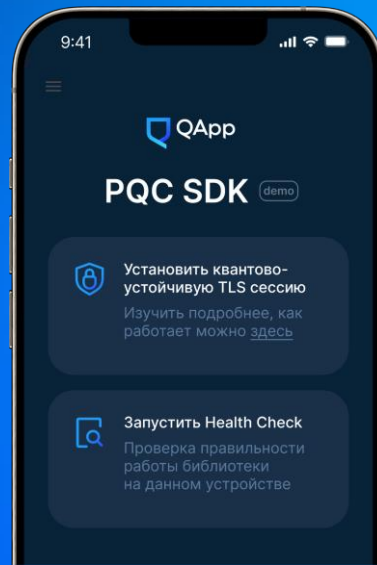 9:41
QApp
PQC SDK demo
Установить квантово-
устойчивую TLS сессию
Изучить подробнее, как
работает можно здесь
Запустить Health Check
Проверка правильности
работы библиотеки
на данном устройстве